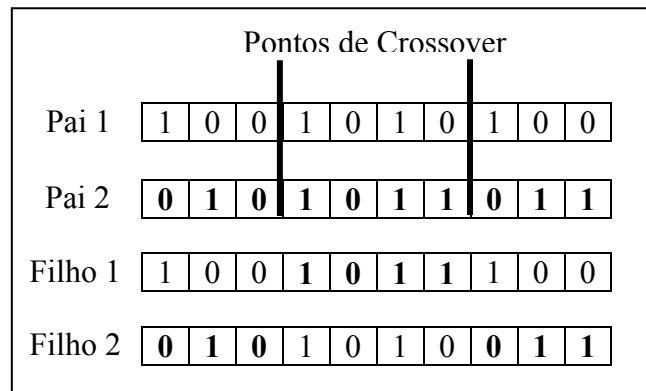 Pontos de Crossover
Pai 1 1 0 0 1 0 1 0 1 0 0
Pai 2 0 1 0 1 0 1 1 0 1 1
Filho 1 1 0 0 1 0 1 1 1 0 0
Filho 2 0 1 0 1 0 1 0 0 1 1